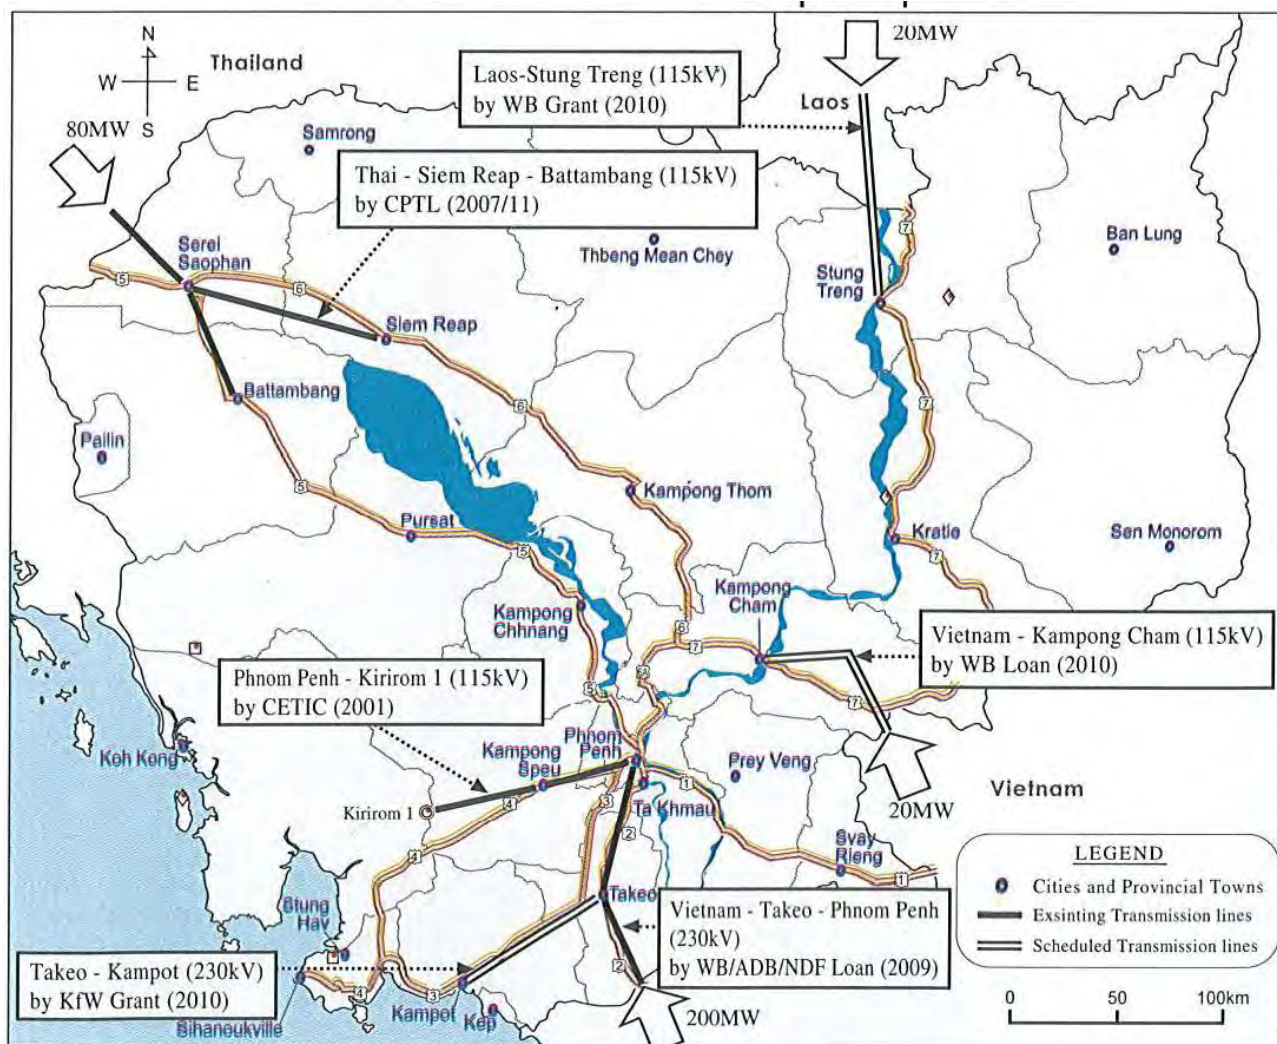 20MW
N
W E
S
Thailand
Laos-Stung Treng (115kV)
by WB Grant (2010)
Laos
80MW
Samrong
Thai - Siem Reap - Battambang (115kV)
by CPTL (2007/11)
Serei
Saophan
5
6
Thbeng Mean Chey
7
Ban Lung
Stung
Treng
Siem Reap
Battambang
6
7
Pailin
5
Kampong Thom
Pursat
5
Kratie
7
Sen Monorom
Kampong
Cham
Kampong
Chhnang
6
7
Vietnam - Kampong Cham (115kV)
by WB Loan (2010)
Phnom Penh - Kirirom 1 (115kV)
by CETIC (2001)
5
7
Koh Kong
Kampong
Speu
Phnom
Penh
Prey Veng
Vietnam
Kirirom 1
4
3
1
Ta Khmau
20MW
2
4
Svay
Rieng
1
Takeo
Stung
Hav
Vietnam - Takeo - Phnom Penh
(230kV)
by WB/ADB/NDF Loan (2009)
Takeo - Kampot (230kV)
by KfW Grant (2010)
2
4
3
Sihanoukville
Kampot
Kep
200MW
LEGEND
Cities and Provincial Towns
Exsinting Transmission lines
Scheduled Transmission lines
0 50 100km